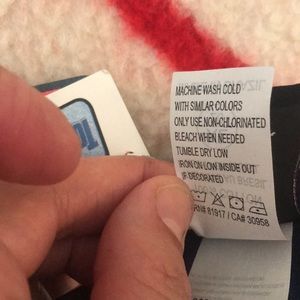 MACHINE WASH COLD
WITH SIMILAR COLORS
ONLY USE NON-CHLORINATED
BLEACH WHEN NEEDED
TUMBLE DRY LOW
IRON ON LOW INSIDE OUT
IF DECORATED
RN# 81917 / CA# 30958